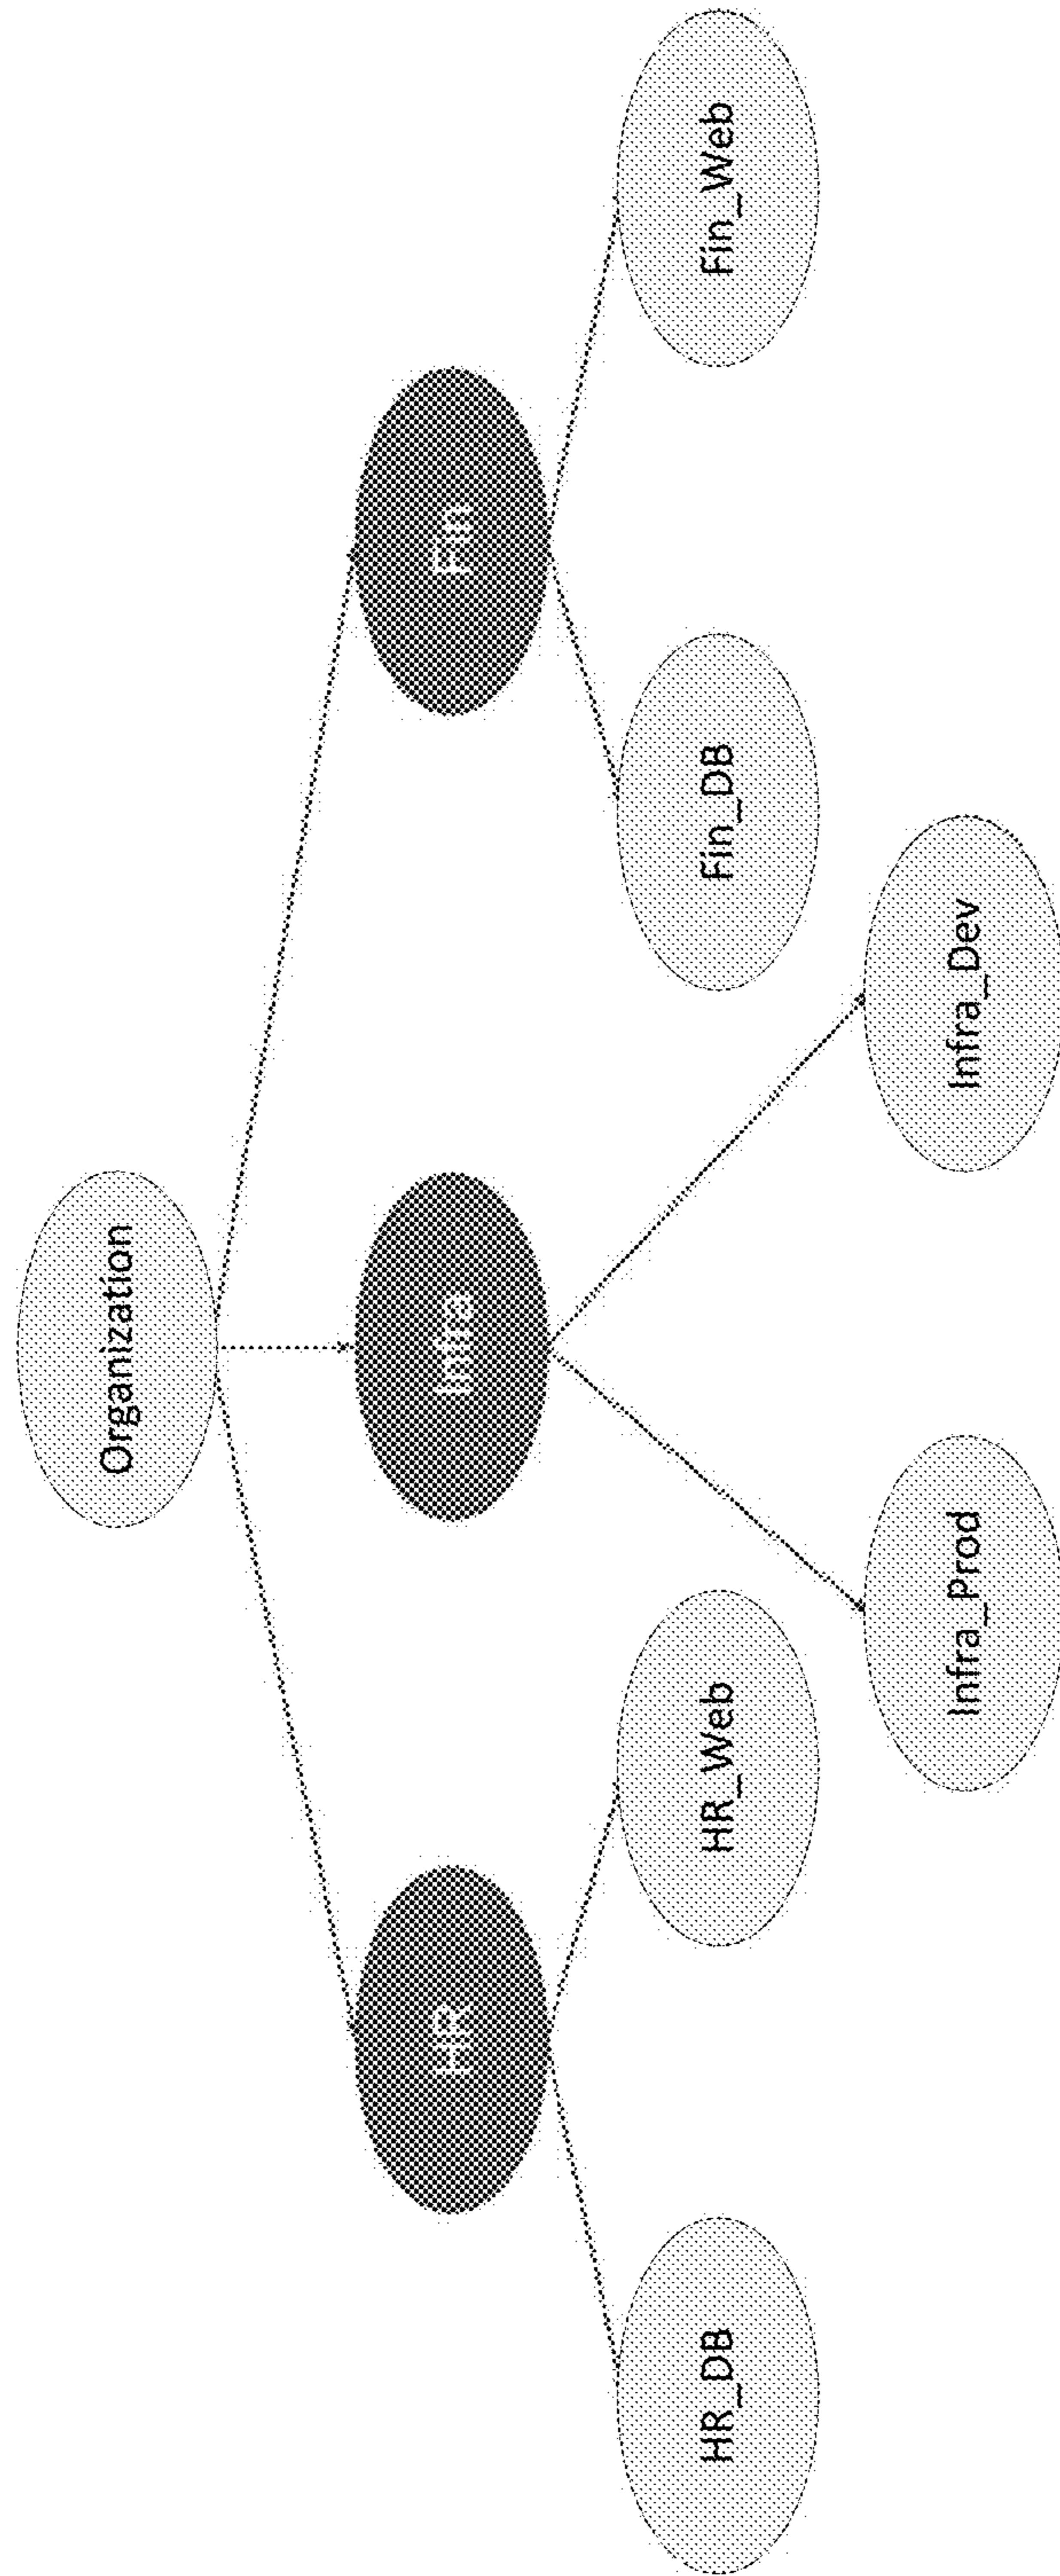 Organization
HR
Infra
Fin
HR_DB
HR_Web
Fin_DB
Fin_Web
Infra_Prod
Infra_Dev